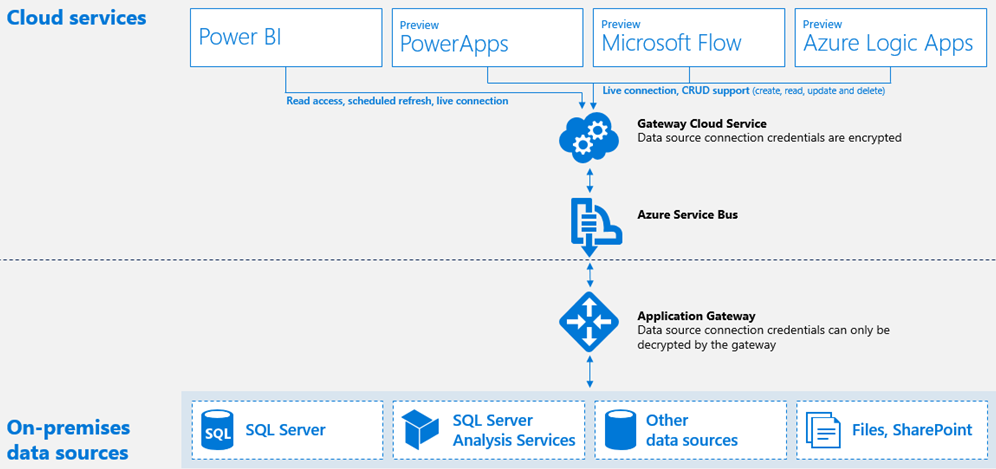 Cloud services
Power BI
Preview
PowerApps
Preview
Microsoft Flow
Preview
Azure Logic Apps
Read access, scheduled refresh, live connection
Live connection, CRUD support (create, read, update and delete)
Gateway Cloud Service
Data source connection credentials are encrypted
Azure Service Bus
Application Gateway
Data source connection credentials can only be
decrypted by the gateway
On-premises
data sources
SQL
SQL Server
SQL Server
Analysis Services
Other
data sources
Files, SharePoint